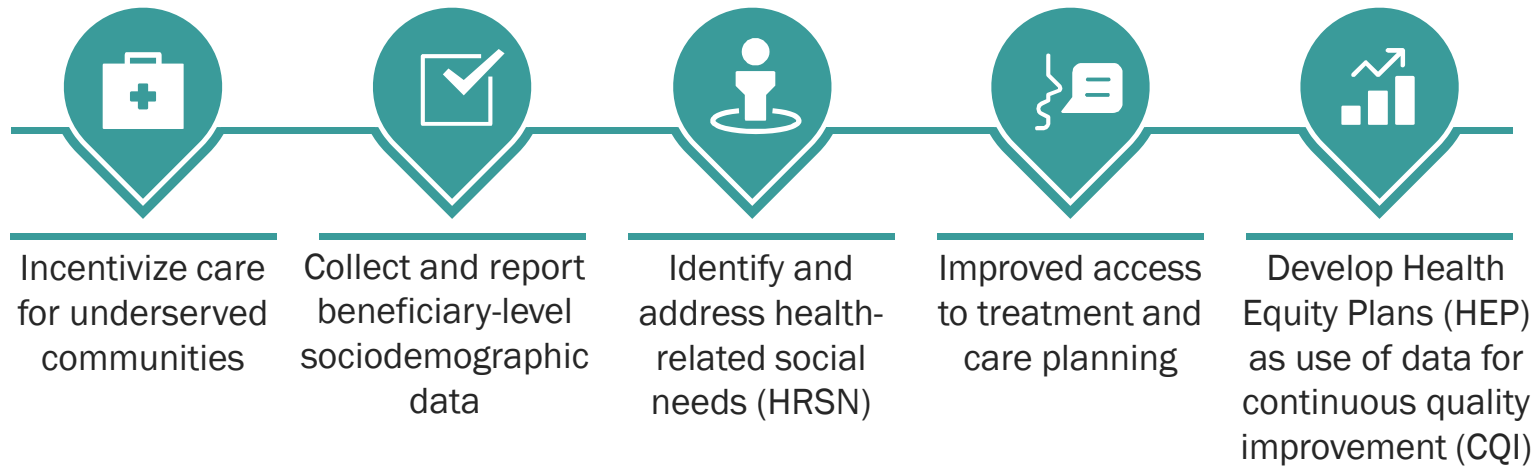 Incentivize care
for underserved
communities
Collect and report
beneficiary-level
sociodemographic
data
Identify and
address health-
related social
needs (HRSN)
Improved access
to treatment and
care planning
Develop Health
Equity Plans (HEP)
as use of data for
continuous quality
improvement (CQI)